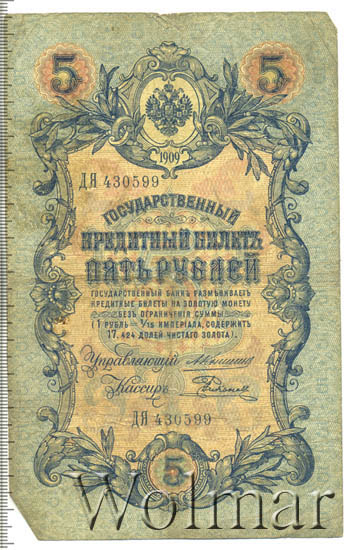 5 5
1909
ДЯ 430599
ГОСУДАРСТВЕННЫЙ
КРЕДИТНЫЙ БИЛЕТЪ
ПЯТЬ РУБЛЕЙ
ГОСУДАРСТВЕННЫЙ БАНКЪ РАЗМѢНИВАЕТЪ
КРЕДИТНЫЕ БИЛЕТЫ НА ЗОЛОТУЮ МОНЕТУ
БЕЗЪ ОГРАНИЧЕНІЯ СУММЫ
(1 РУБЛЬ = 1/15 ИМПЕРІАЛА, СОДЕРЖИТЪ
17,424 ДОЛЕЙ ЧИСТАГО ЗОЛОТА).
Управляющій
Кассиръ
ДЯ 430599
5
Wolmar